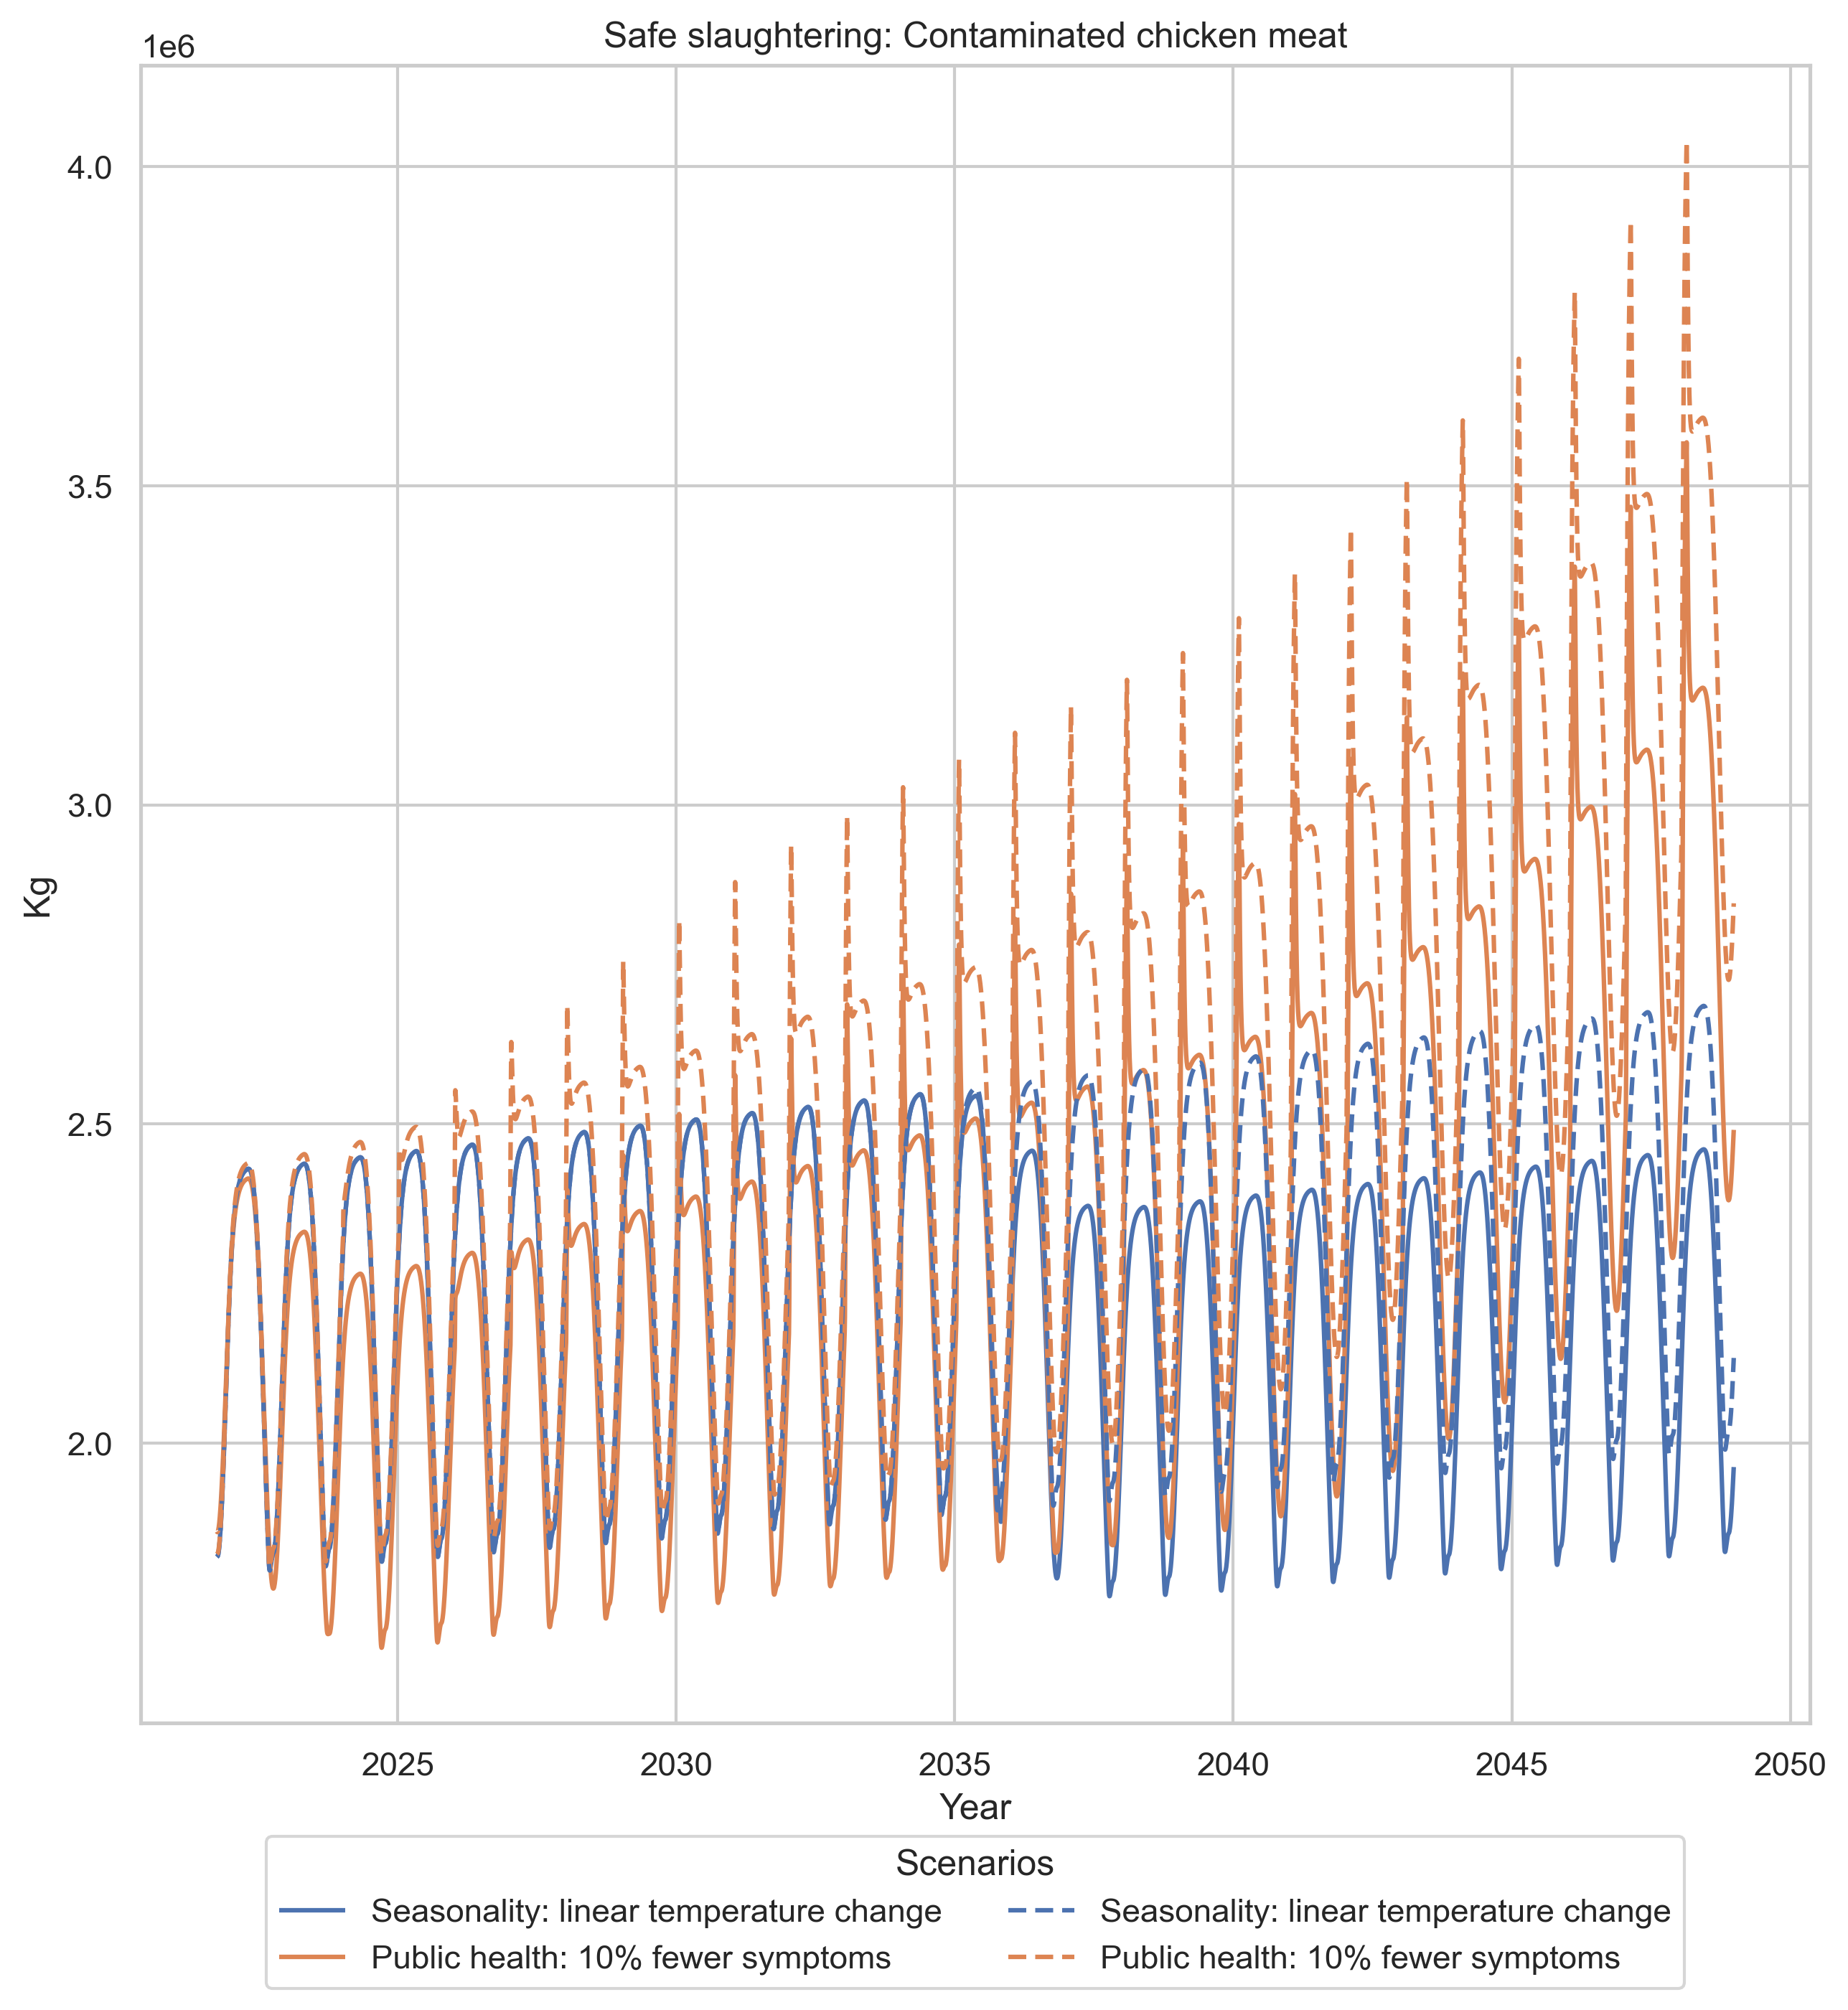 Safe slaughtering: Contaminated chicken meat
1e6
4.0
3.5
3.0
2.5
2.0
Kg
2025 2030 2035 2040 2045 2050
Year
Scenarios
Seasonality: linear temperature change Seasonality: linear temperature change
Public health: 10% fewer symptoms Public health: 10% fewer symptoms